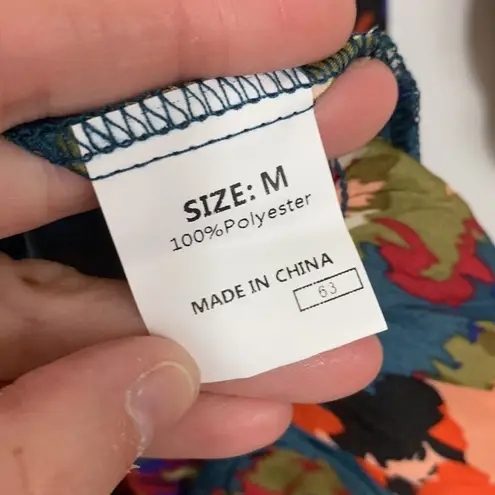 SIZE: M
100%Polyester
MADE IN CHINA
63